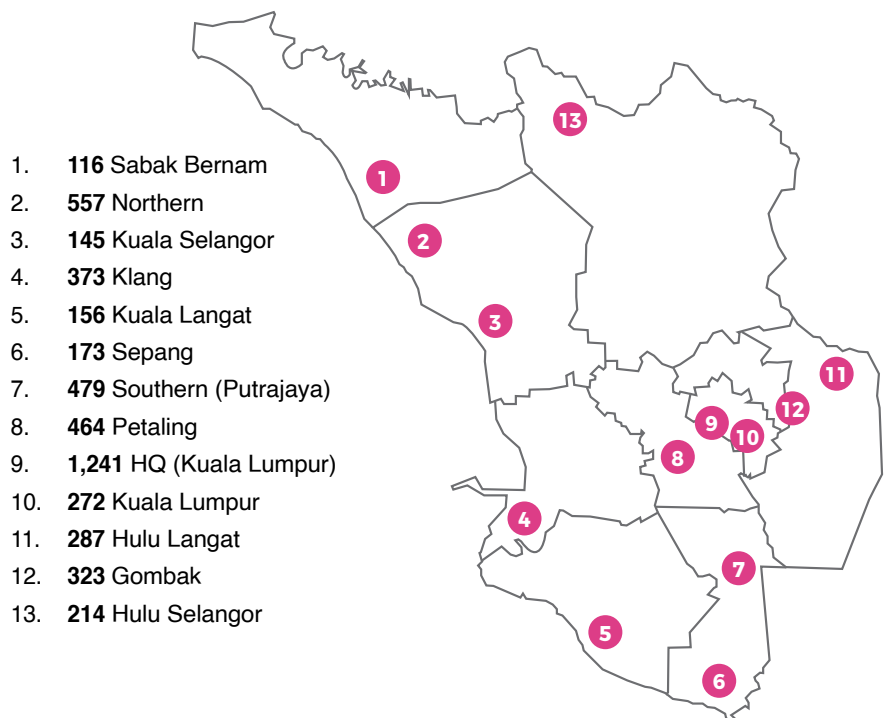 1. 116 Sabak Bernam
2. 557 Northern
3. 145 Kuala Selangor
4. 373 Klang
5. 156 Kuala Langat
6. 173 Sepang
7. 479 Southern (Putrajaya)
8. 464 Petaling
9. 1,241 HQ (Kuala Lumpur)
10. 272 Kuala Lumpur
11. 287 Hulu Langat
12. 323 Gombak
13. 214 Hulu Selangor
13
1
2
3
11
12
9
10
8
4
7
5
6